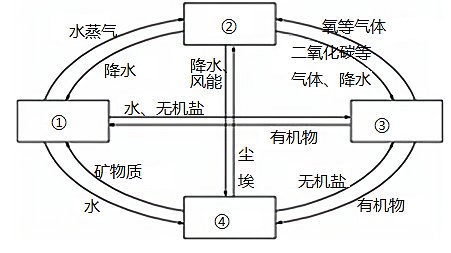 水蒸气
②
氧等气体
降水
降水、
风能
二氧化碳等
气体、降水
①
水、无机盐
③
有机物
矿物质
尘
埃
无机盐
水
④
有机物